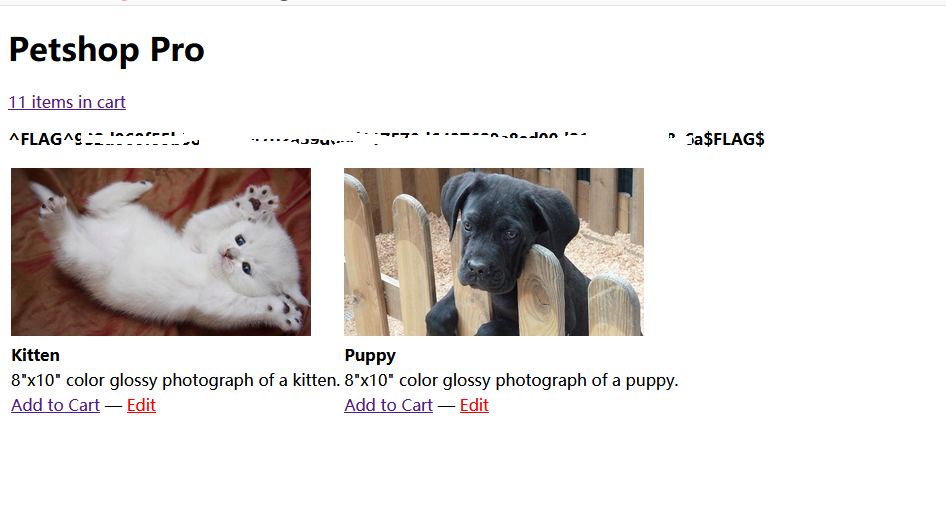 Petshop Pro
11 items in cart
^FLAG^ $FLAG$
Kitten Puppy
8"x10" color glossy photograph of a kitten. 8"x10" color glossy photograph of a puppy.
Add to Cart — Edit Add to Cart — Edit